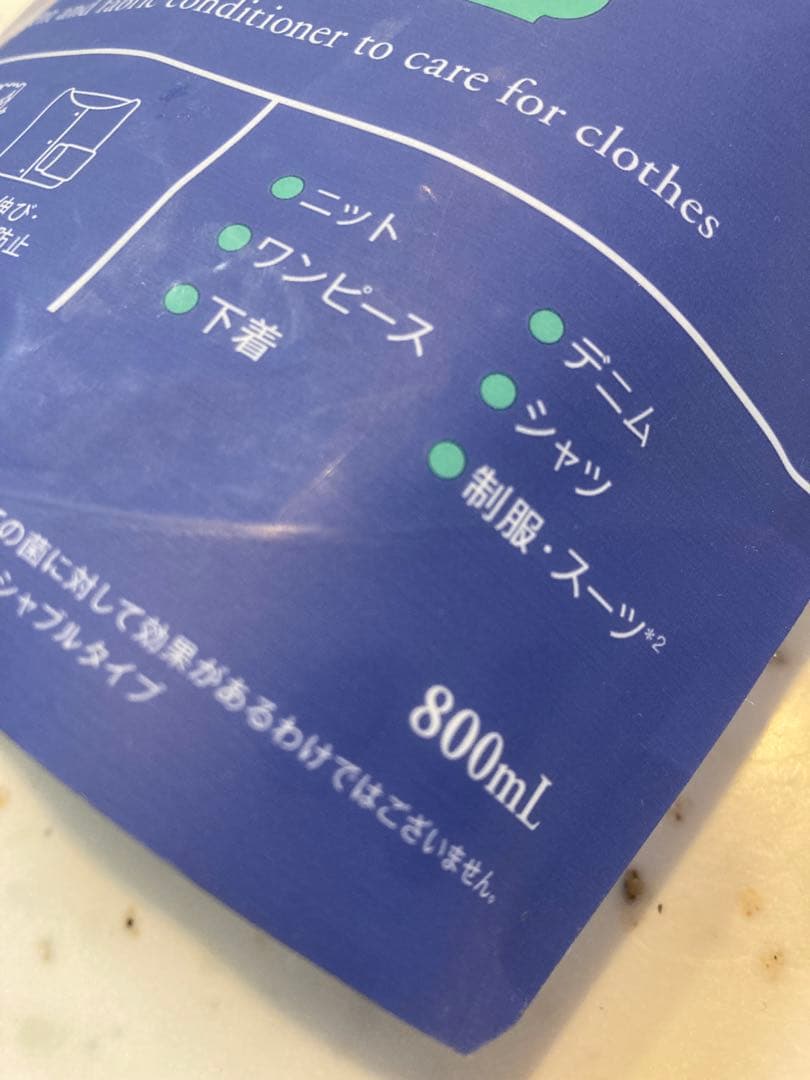 and fabric conditioner to care for clothes
伸び・
防止
ニット
ワンピース
下着
デニム
シャツ
制服・スーツ*2
の菌に対して効果があるわけではございません。
シャブルタイプ
800mL